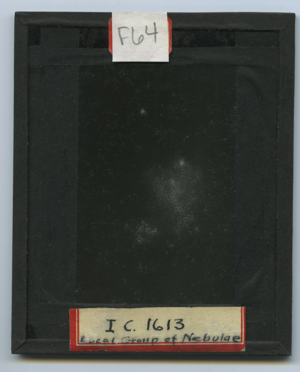 F64
I C. 1613
Local Group of Nebulae